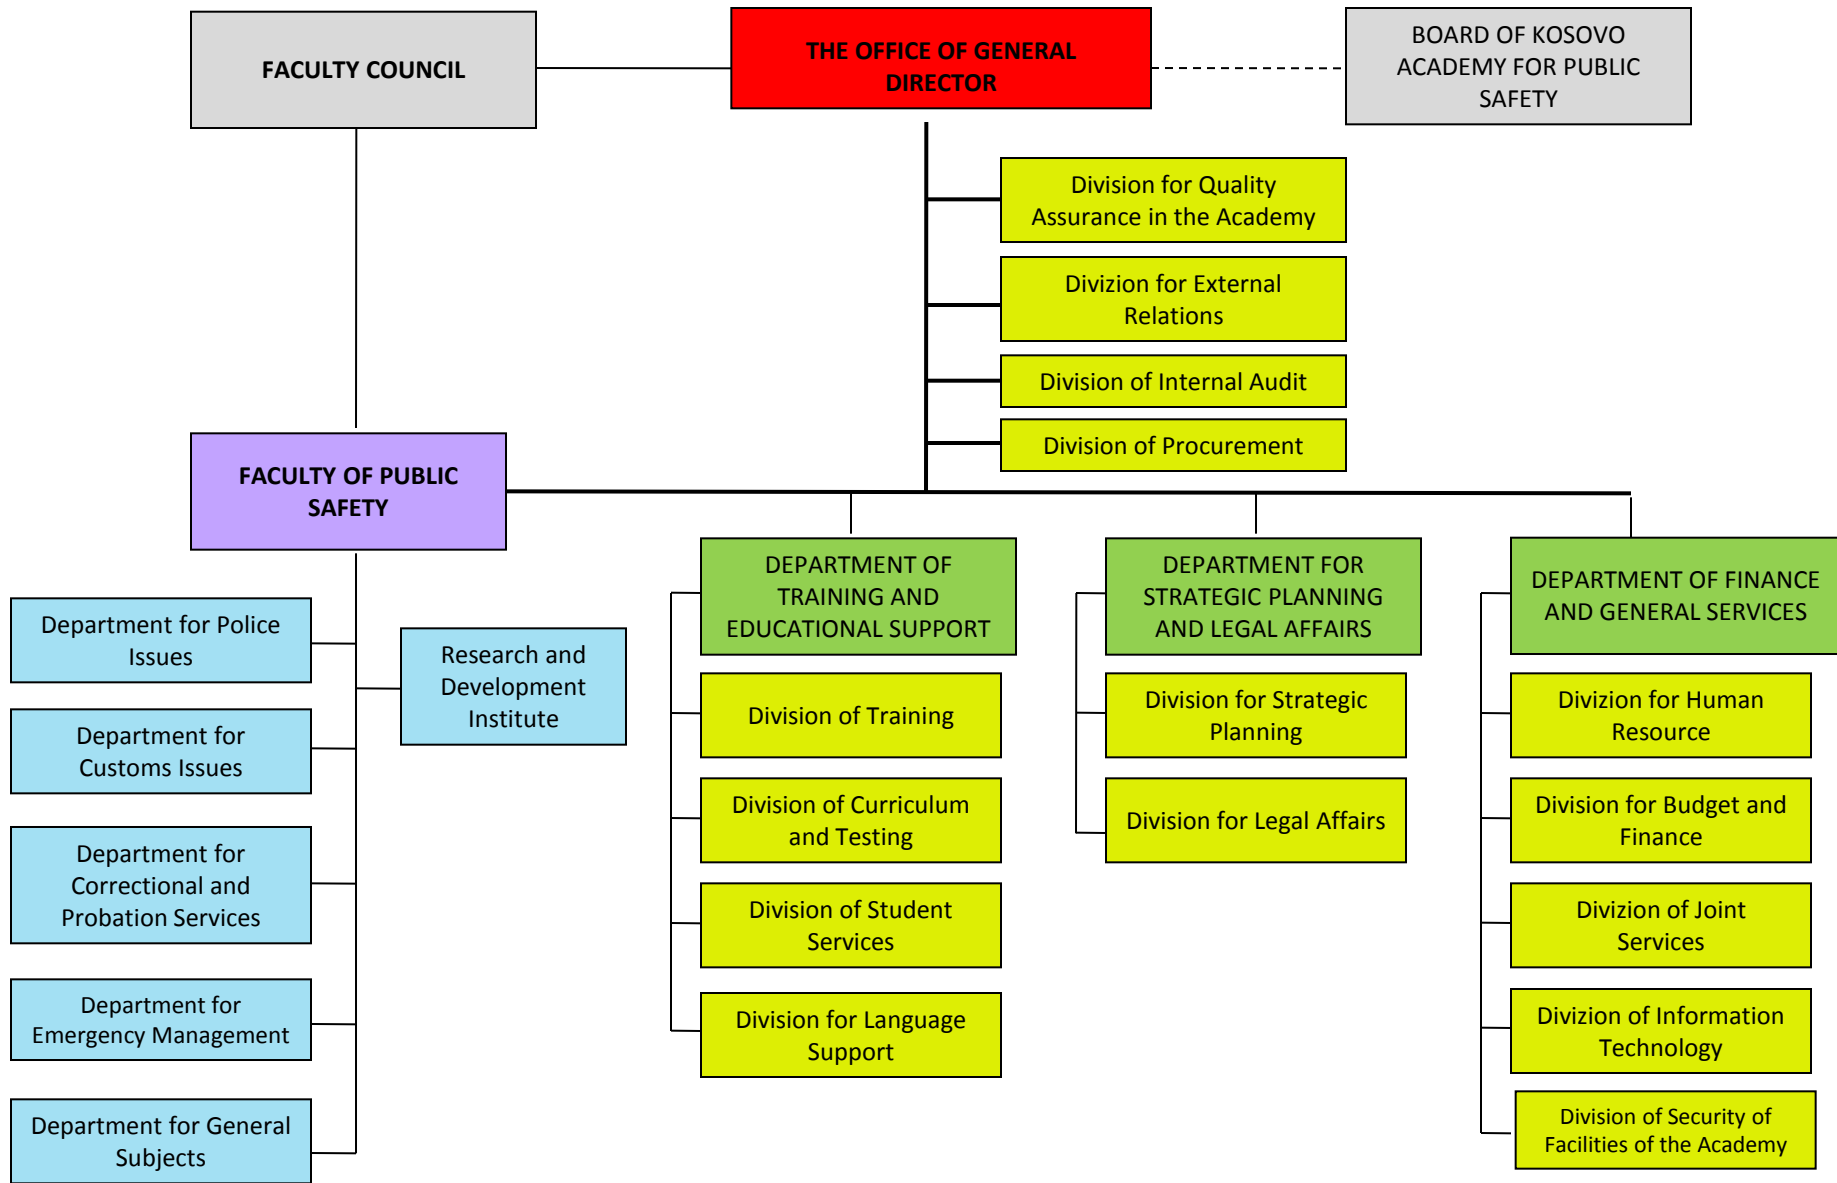 FACULTY COUNCIL
THE OFFICE OF GENERAL
DIRECTOR
BOARD OF KOSOVO
ACADEMY FOR PUBLIC
SAFETY
Division for Quality
Assurance in the Academy
Divizion for External
Relations
Division of Internal Audit
Division of Procurement
FACULTY OF PUBLIC
SAFETY
Department for Police
Issues
Department for
Customs Issues
Department for
Correctional and
Probation Services
Department for
Emergency Management
Department for General
Subjects
Research and
Development
Institute
DEPARTMENT OF
TRAINING AND
EDUCATIONAL SUPPORT
Division of Training
Division of Curriculum
and Testing
Division of Student
Services
Division for Language
Support
DEPARTMENT FOR
STRATEGIC PLANNING
AND LEGAL AFFAIRS
Division for Strategic
Planning
Division for Legal Affairs
DEPARTMENT OF FINANCE
AND GENERAL SERVICES
Divizion for Human
Resource
Division for Budget and
Finance
Divizion of Joint
Services
Divizion of Information
Technology
Division of Security of
Facilities of the Academy